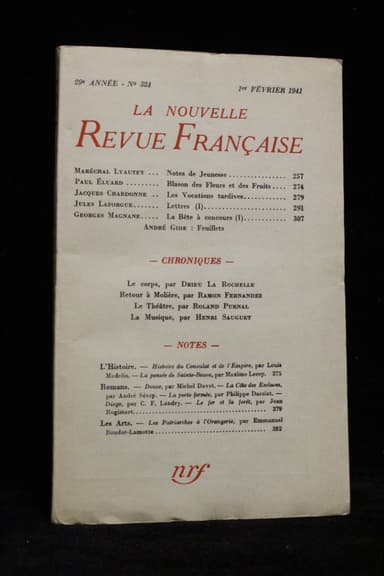 29e ANNÉE - No 324 1er FÉVRIER 1941
LA NOUVELLE
REVUE FRANÇAISE
MARÉCHAL LYAUTEY ... Notes de Jeunesse ............... 257
PAUL ÉLUARD ......... Blason des Fleurs et des Fruits .... 274
JACQUES CHARDONNE .. Les Vocations tardives ............ 279
JULES LAFORGUE ....... Lettres (I) ..................... 291
GEORGES MAGNANE ..... La Bête à concours (I) ........... 307
ANDRÉ GIDE : Feuillets
— CHRONIQUES —
Le corps, par DRIEU LA ROCHELLE
Retour à Molière, par RAMON FERNANDEZ
Le Théâtre, par ROLAND PURNAL
La Musique, par HENRI SAUGUET
— NOTES —
L'Histoire. — Histoire du Consulat et de l'Empire, par Louis
Madelin. — La pensée de Sainte-Beuve, par Maxime Leroy. 375
Romans. — Douce, par Michel Davet. — La Côte des Esclaves,
par André — La porte fermée, par Philippe
Diego, par C. F. Landry. — Le fer et la forêt, par Jean
379
Les Arts. — Les Patriarches à l'Orangerie, par Emmanuel
Boudot-Lamotte 382
nrf